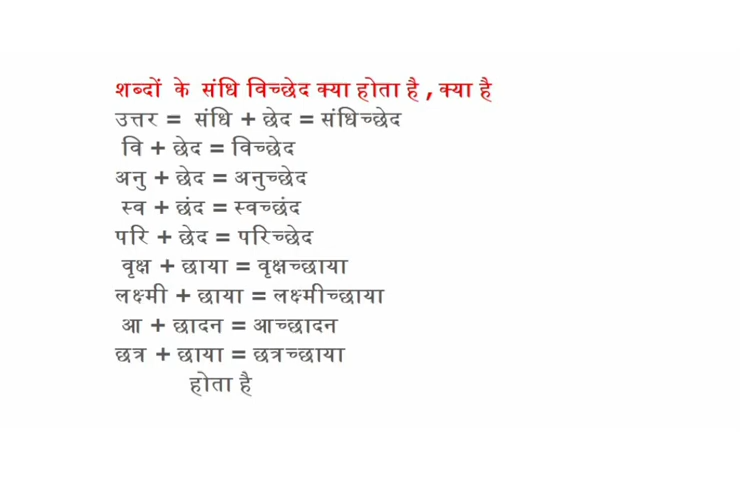 शब्दों के संधि विच्छेद क्या होता है , क्या है
उत्तर = संधि + छेद = संधिच्छेद
वि + छेद = विच्छेद
अनु + छेद = अनुच्छेद
स्व + छंद = स्वच्छंद
परि + छेद = परिच्छेद
वृक्ष + छाया = वृक्षच्छाया
लक्ष्मी + छाया = लक्ष्मीच्छाया
आ + छादन = आच्छादन
छत्र + छाया = छत्रच्छाया
होता है